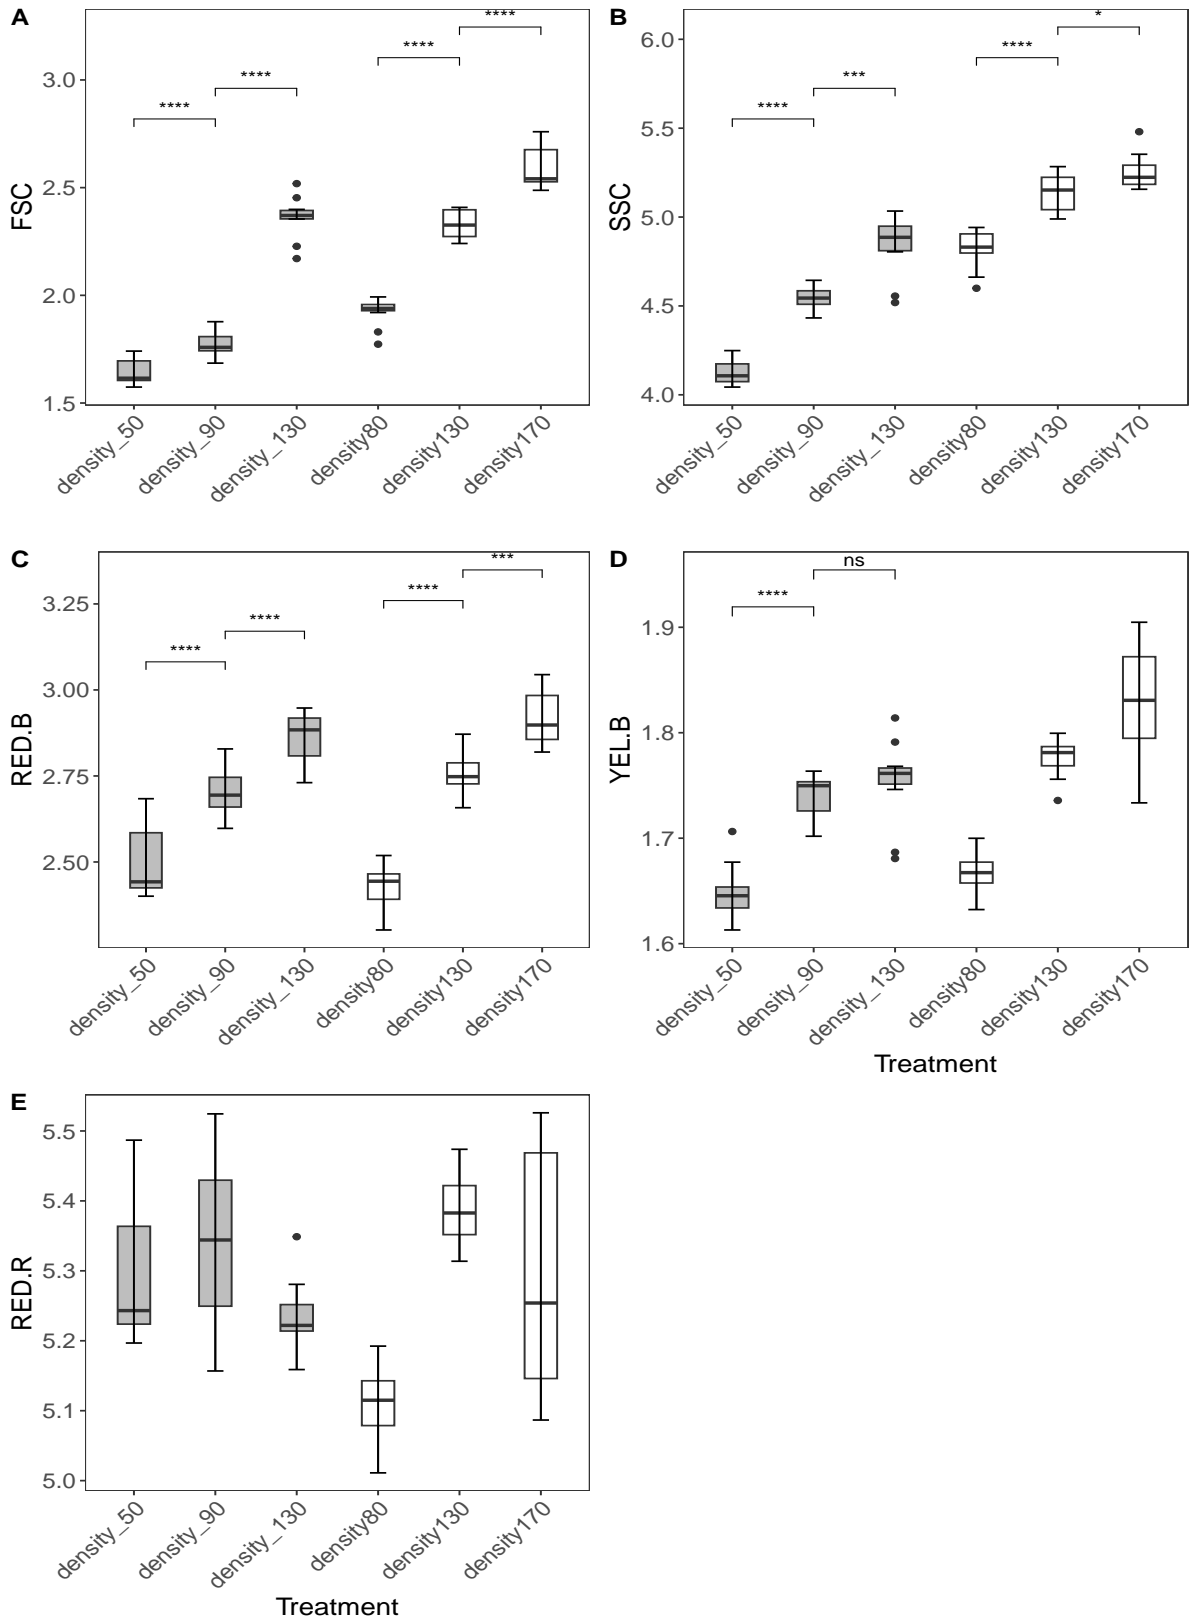 A
FSC
3.0
2.5
2.0
1.5
****
****
****
****
density_50
density_90
density_130
density80
density130
density170
B
SSC
6.0
5.5
5.0
4.5
4.0
****
***
****
*
density_50
density_90
density_130
density80
density130
density170
C
RED.B
3.25
3.00
2.75
2.50
****
****
****
***
density_50
density_90
density_130
density80
density130
density170
D
YEL.B
1.9
1.8
1.7
1.6
****
ns
density_50
density_90
density_130
density80
density130
density170
Treatment
E
RED.R
5.5
5.4
5.3
5.2
5.1
5.0
density_50
density_90
density_130
density80
density130
density170
Treatment